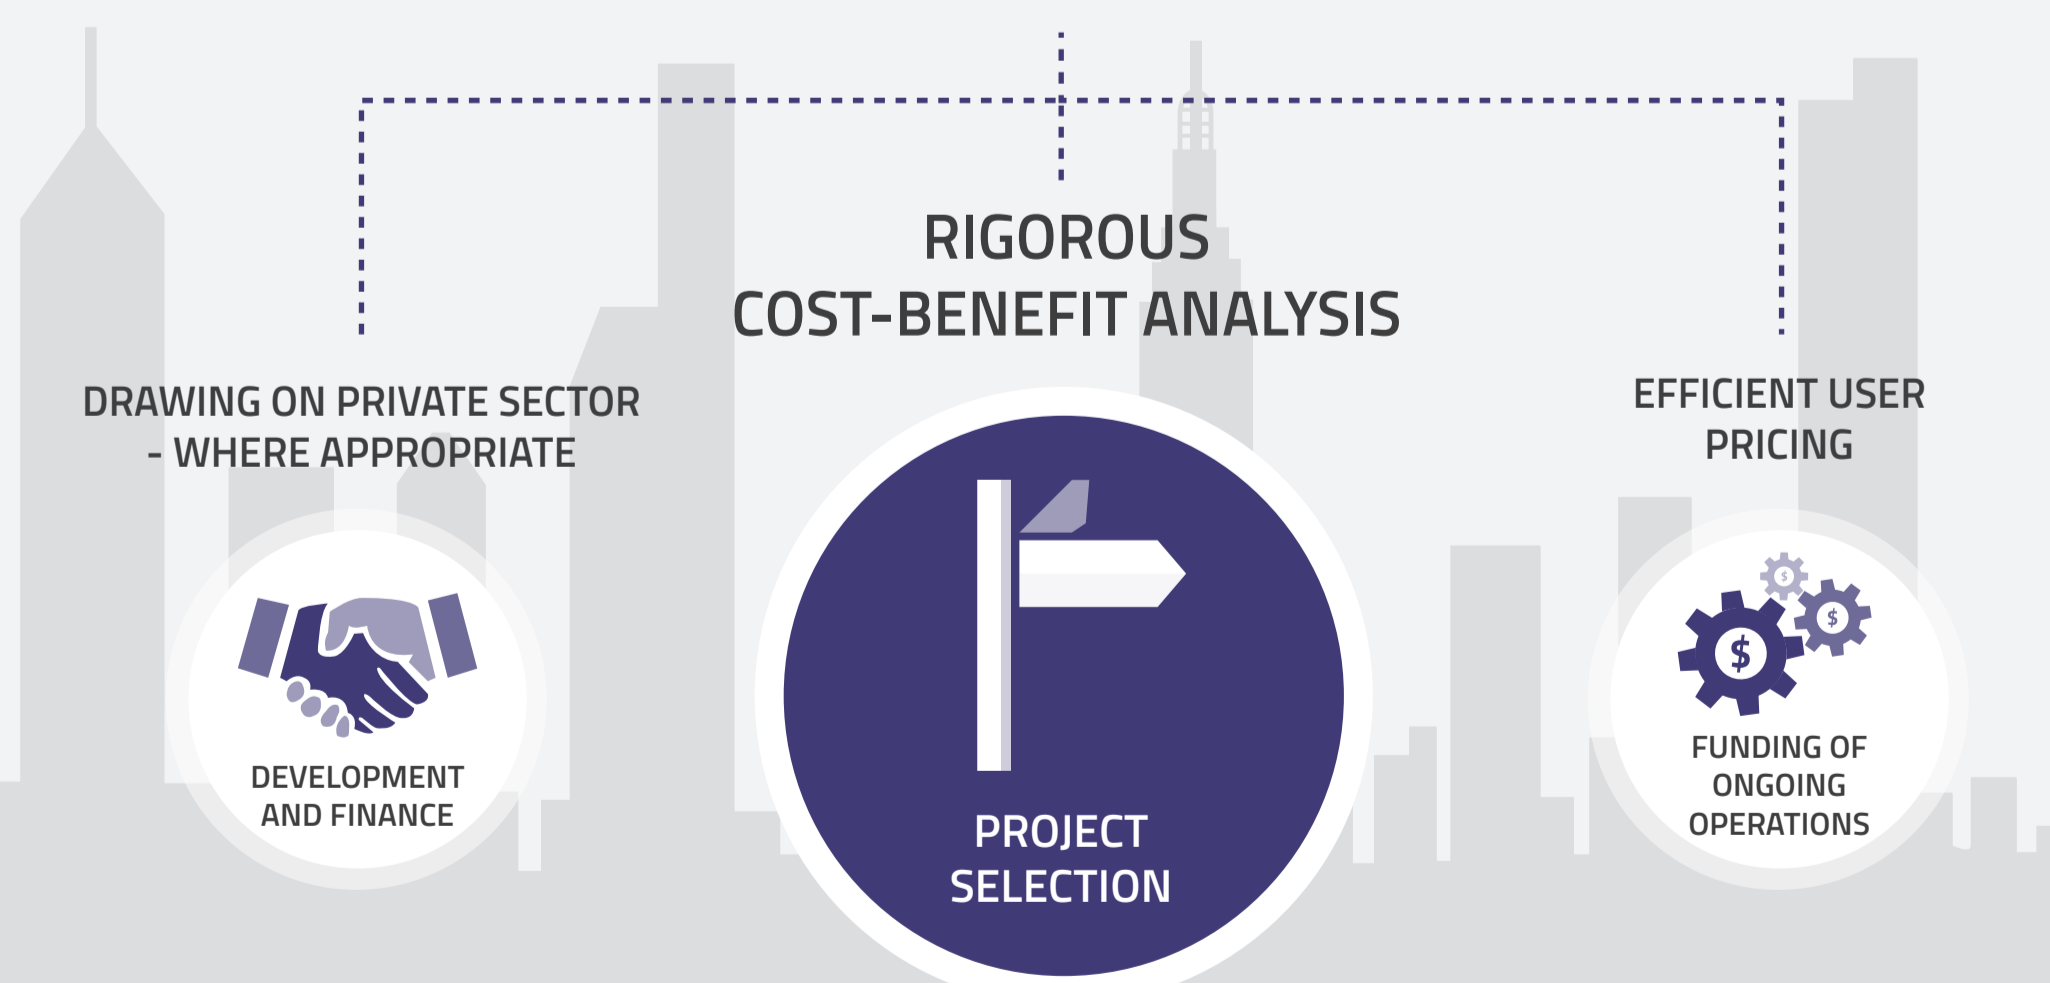 RIGOROUS
COST-BENEFIT ANALYSIS
DRAWING ON PRIVATE SECTOR
- WHERE APPROPRIATE
EFFICIENT USER
PRICING
DEVELOPMENT
AND FINANCE
PROJECT
SELECTION
$
$
$
FUNDING OF
ONGOING
OPERATIONS